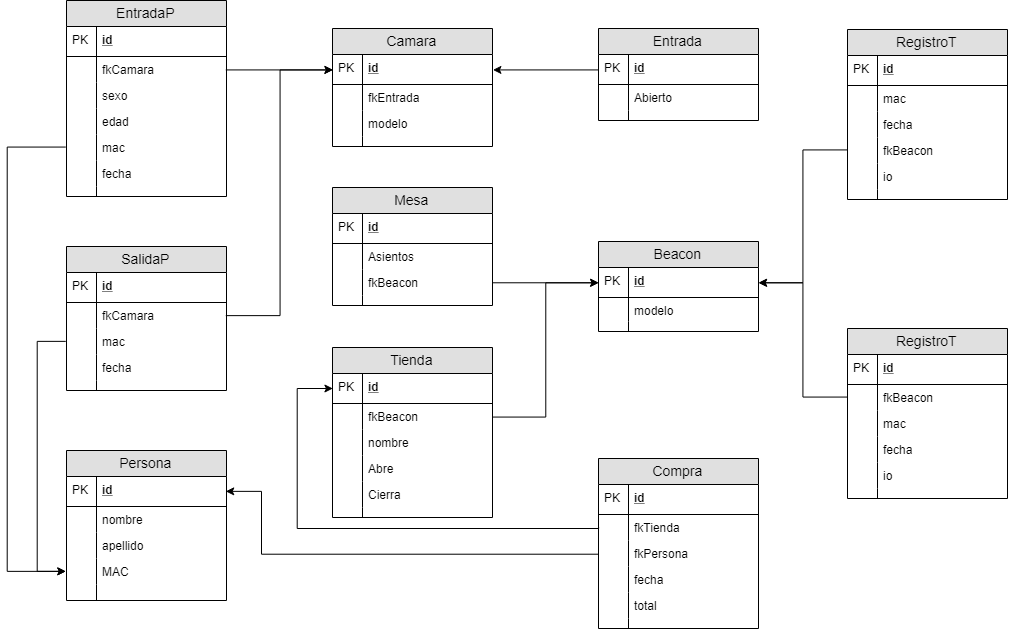 EntradaP
PK id
fkCamara
sexo
edad
mac
fecha
Camara
PK id
fkEntrada
modelo
Entrada
PK id
Abierto
RegistroT
PK id
mac
fecha
fkBeacon
io
Mesa
PK id
Asientos
fkBeacon
SalidaP
PK id
fkCamara
mac
fecha
Beacon
PK id
modelo
Tienda
PK id
fkBeacon
nombre
Abre
Cierra
RegistroT
PK id
fkBeacon
mac
fecha
io
Persona
PK id
nombre
apellido
MAC
Compra
PK id
fkTienda
fkPersona
fecha
total